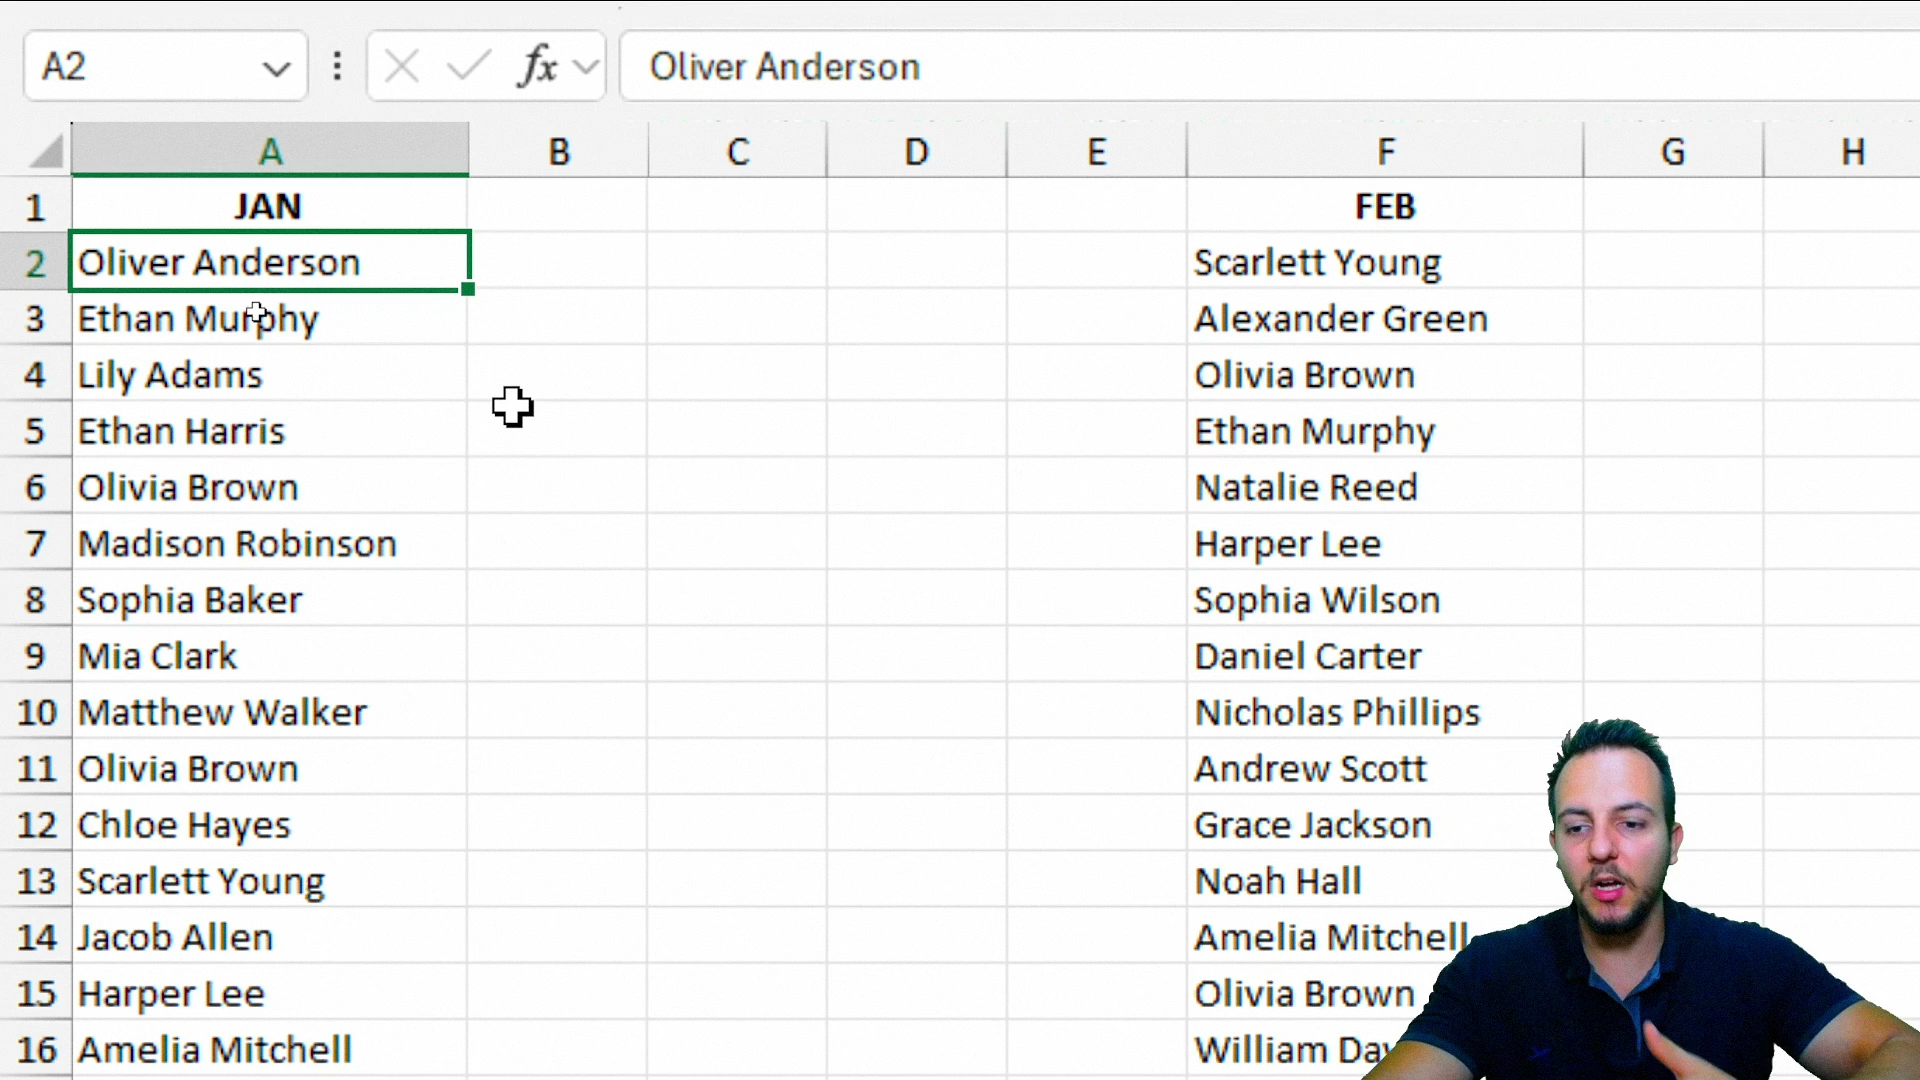 A2 fx Oliver Anderson
A B C D E F G H
1 JAN FEB
2 Oliver Anderson Scarlett Young
3 Ethan Murphy Alexander Green
4 Lily Adams Olivia Brown
5 Ethan Harris Ethan Murphy
6 Olivia Brown Natalie Reed
7 Madison Robinson Harper Lee
8 Sophia Baker Sophia Wilson
9 Mia Clark Daniel Carter
10 Matthew Walker Nicholas Phillips
11 Olivia Brown Andrew Scott
12 Chloe Hayes Grace Jackson
13 Scarlett Young Noah Hall
14 Jacob Allen Amelia Mitchell
15 Harper Lee Olivia Brown
16 Amelia Mitchell William